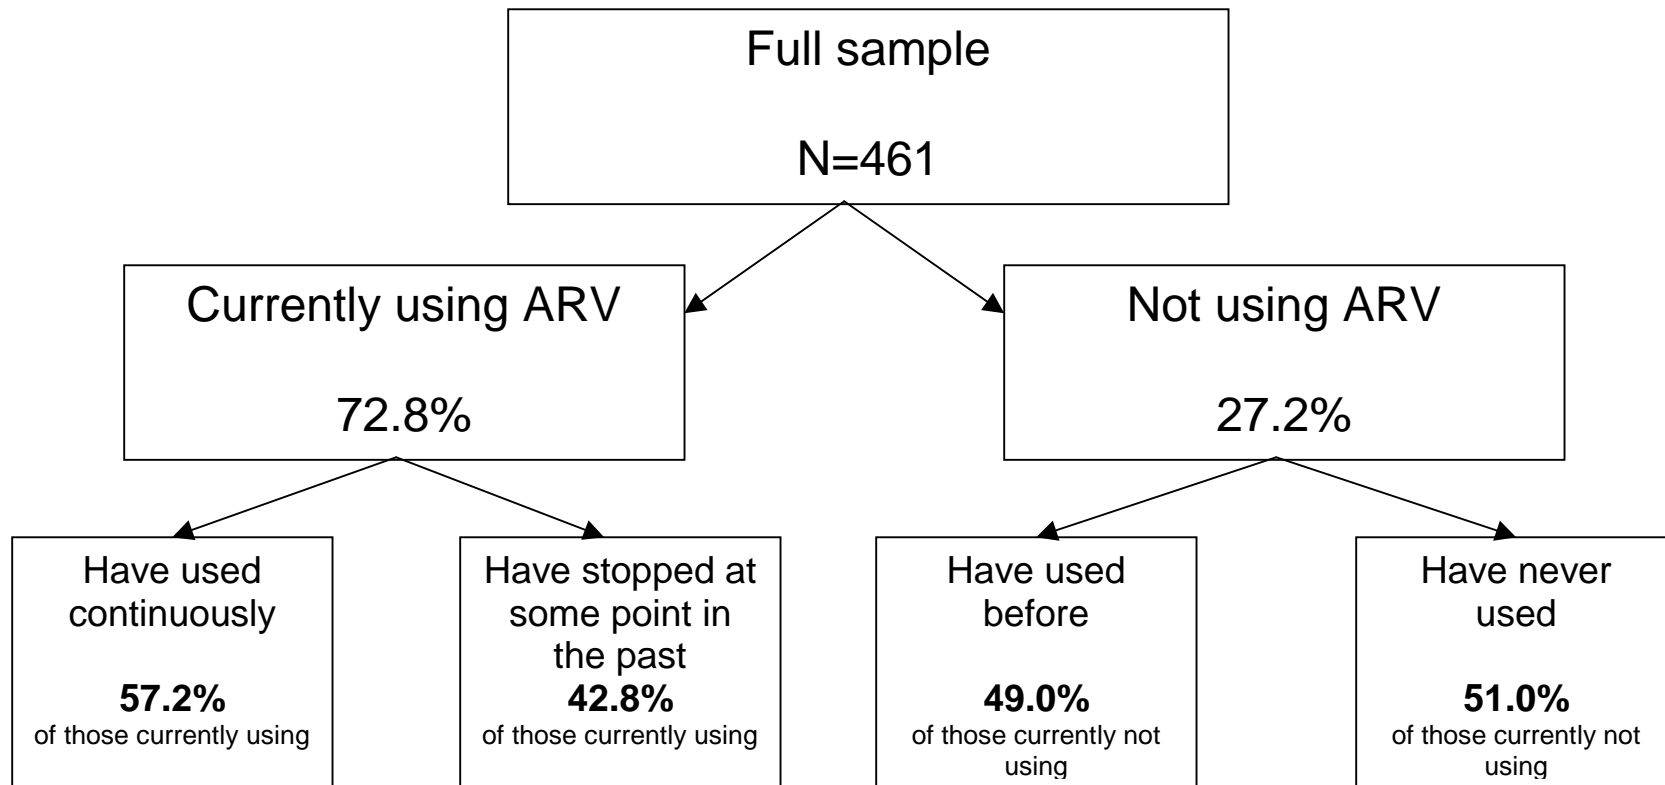 Full sample
N=461
Currently using ARV
72.8%
Not using ARV
27.2%
Have used
continuously
57.2%
of those currently using
Have stopped at
some point in
the past
42.8%
of those currently using
Have used
before
49.0%
of those currently not
using
Have never
used
51.0%
of those currently not
using